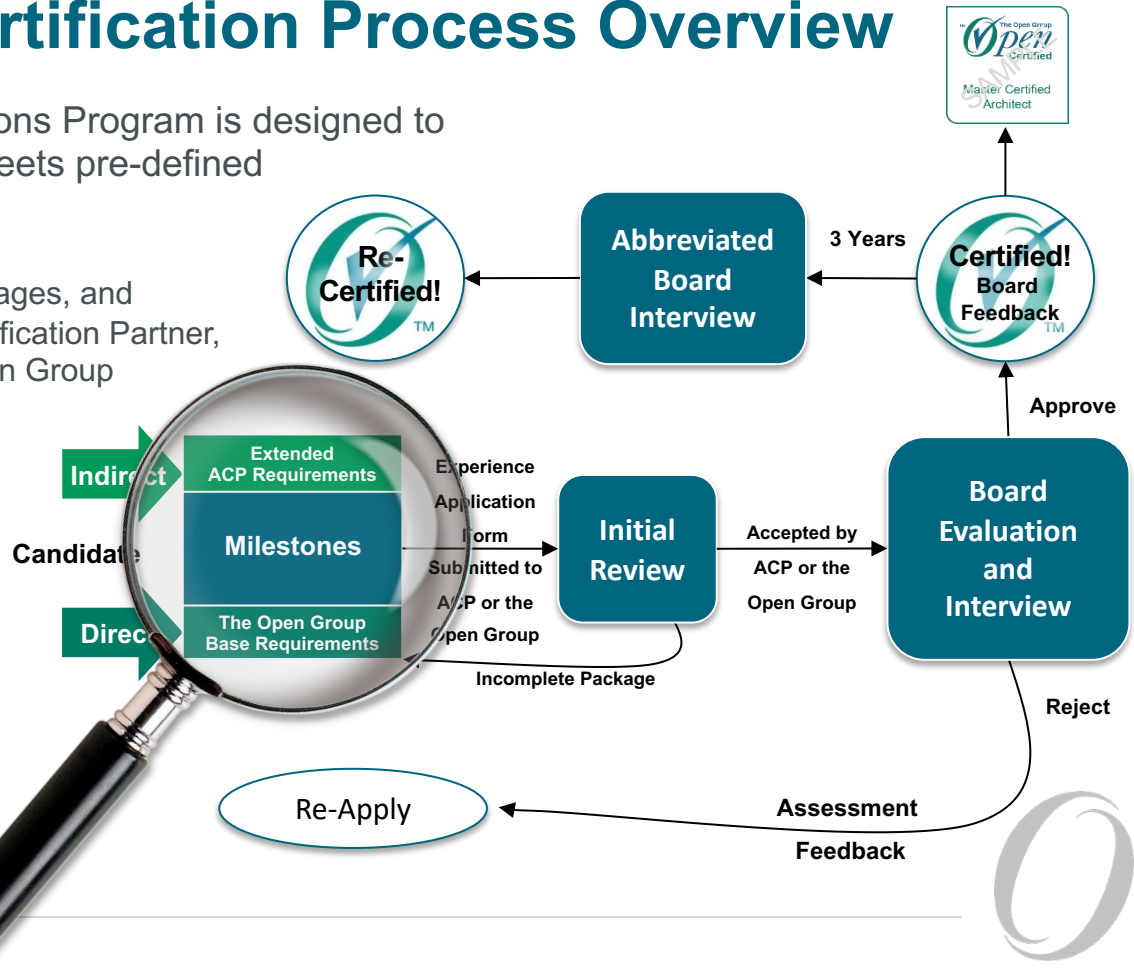 rtification Process Overview
The Open Group
Open
Certified
SAMPLE
Master Certified
Architect
ons Program is designed to
eets pre-defined
ages, and
ification Partner,
n Group
Re-
Certified!
TM
Abbreviated
Board
Interview
3 Years
Certified!
Board
Feedback
TM
Approve
Indirect
Candidate
Direc
Extended
ACP Requirements
Milestones
The Open Group
Base Requirements
Experience
Application
Form
Submitted to
ACP or the
Open Group
Initial
Review
Accepted by
ACP or the
Open Group
Board
Evaluation
and
Interview
Incomplete Package
Reject
Re-Apply
Assessment
Feedback